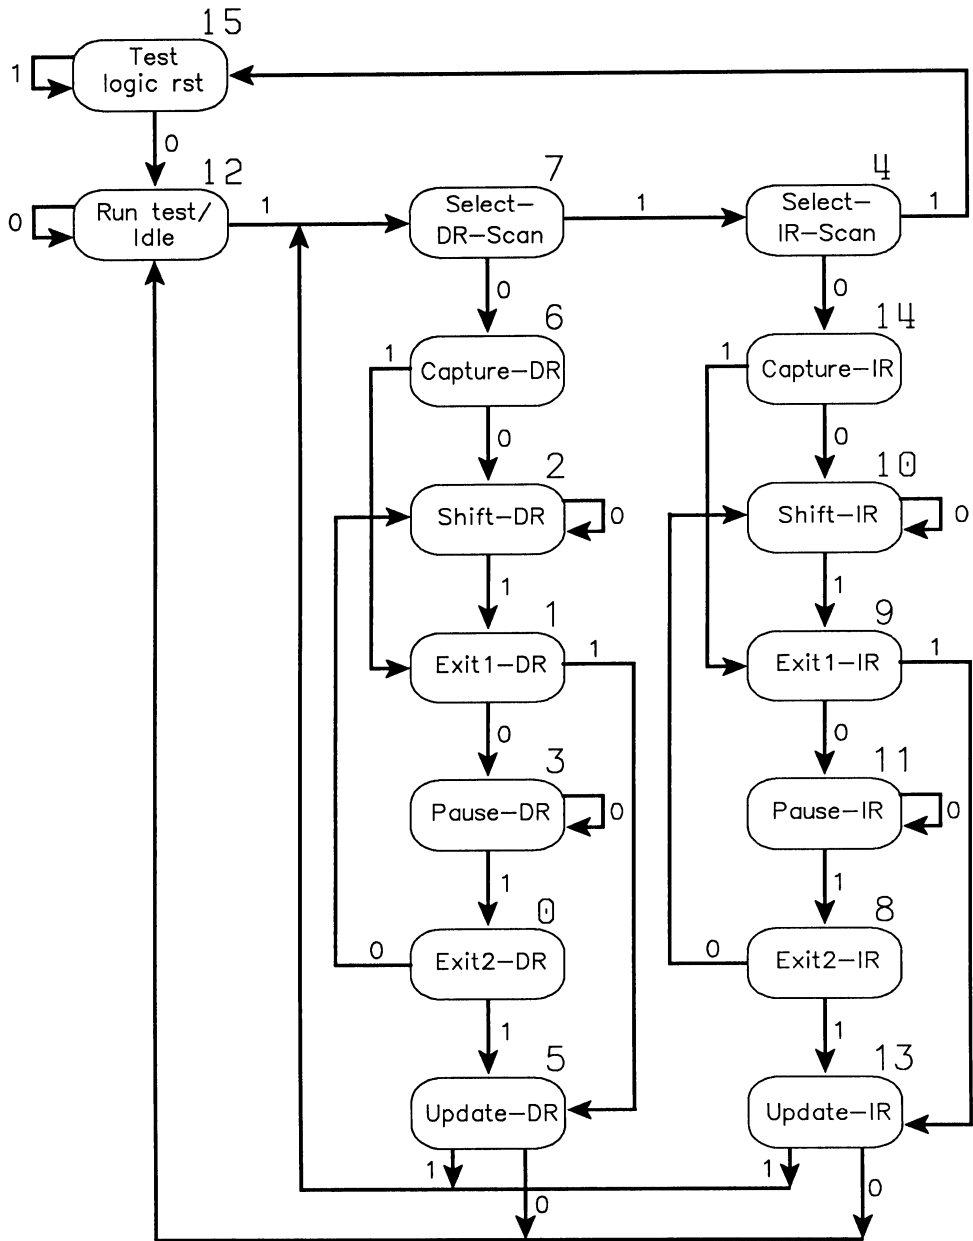 15
Test
logic rst
1
0
12
Run test/
Idle
0
1
7
Select-
DR-Scan
1
4
Select-
IR-Scan
1
0
0
6
Capture-DR
1
14
Capture-IR
1
0
0
2
Shift-DR
0
10
Shift-IR
0
1
1
1
Exit1-DR
1
9
Exit1-IR
1
0
0
3
Pause-DR
0
11
Pause-IR
0
1
1
0
Exit2-DR
0
8
Exit2-IR
0
1
1
5
Update-DR
13
Update-IR
1
0
1
0